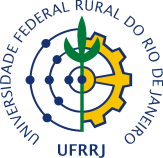 UNIVERSIDADE FEDERAL RURAL DO RIO DE JANEIRO
UFRRJ